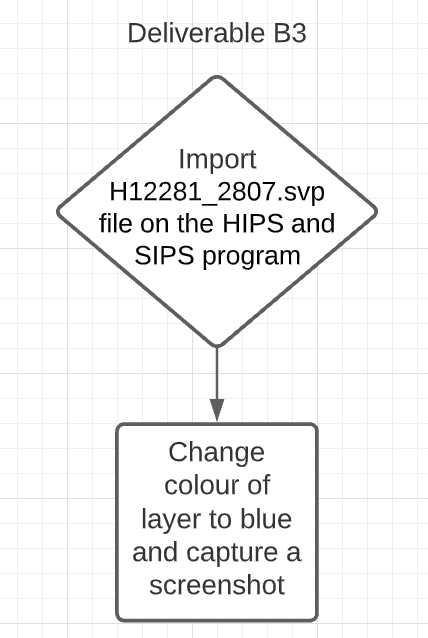 Deliverable B3
Import
H12281_2807.svp
file on the HIPS and
SIPS program
Change
colour of
layer to blue
and capture a
screenshot